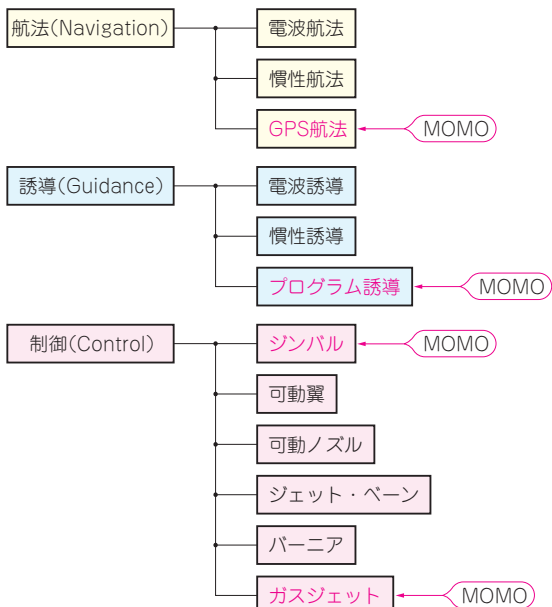 航法(Navigation)
電波航法
慣性航法
GPS航法
MOMO
誘導(Guidance)
電波誘導
慣性誘導
プログラム誘導
MOMO
制御(Control)
ジンバル
MOMO
可動翼
可動ノズル
ジェット・ベーン
バーニア
ガスジェット
MOMO